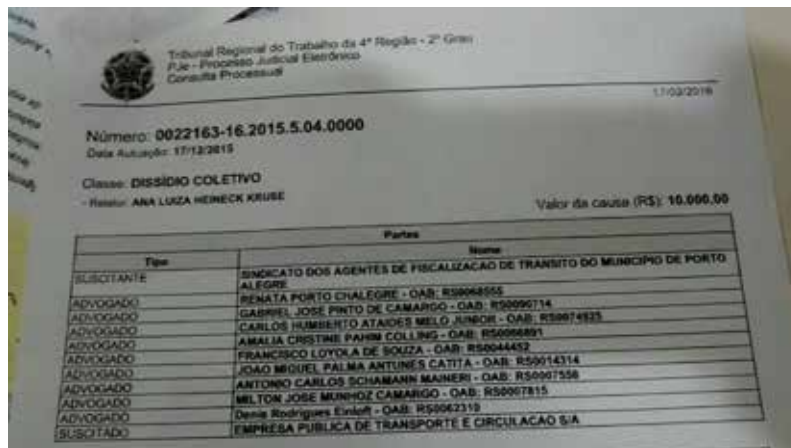 Tribunal Regional do Trabalho da 4ª Região - 2º Grau
PJe - Processo Judicial Eletrônico
Consulta Processual
17/02/2016
Número: 0022163-16.2015.5.04.0000
Data Autuação: 17/12/2015
Classe: DISSÍDIO COLETIVO
- Relator: ANA LUIZA HEINECK KRUSE
Valor da causa (R$): 10.000,00
Partes
Tipo Nome
SUSCITANTE SINDICATO DOS AGENTES DE FISCALIZACAO DE TRANSITO DO MUNICIPIO DE PORTO
ALEGRE
ADVOGADO RENATA PORTO CHALEGRE - OAB: RS0068555
ADVOGADO GABRIEL JOSE PINTO DE CAMARGO - OAB: RS0090714
ADVOGADO CARLOS HUMBERTO ATAIDES MELO JUNIOR - OAB: RS0074925
ADVOGADO AMALIA CRISTINE PAHIM COLLING - OAB:
ADVOGADO FRANCISCO LOYOLA DE SOUZA - OAB: RS0044452
ADVOGADO JOAO MIGUEL PALMA ANTUNES CATITA - OAB: RS0014314
ADVOGADO ANTONIO CARLOS SCHAMANN MAINERI - OAB: RS0007558
ADVOGADO MILTON JOSE MUNHOZ CAMARGO - OAB: RS0007815
ADVOGADO Denis Rodrigues Einloft - OAB: RS0062310
SUSCITADO EMPRESA PUBLICA DE TRANSPORTE E CIRCULACAO S/A